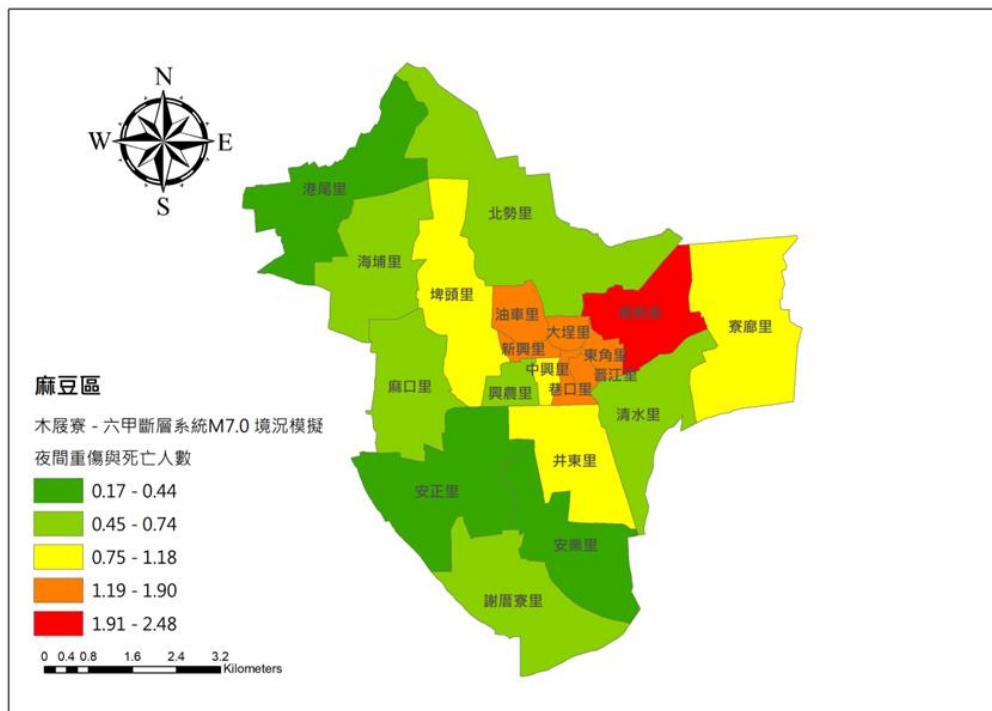 N
W E
S
港尾里
北勢里
海埔里
埤頭里
油車里
大埕里
寮廍里
新興里
東角里
中興里
晋江里
麻口里
興農里
巷口里
清水里
麻豆區
木屐寮 - 六甲斷層系統M7.0 境況模擬
夜間重傷與死亡人數
井東里
安正里
安業里
謝厝寮里
0.17 - 0.44
0.45 - 0.74
0.75 - 1.18
1.19 - 1.90
1.91 - 2.48
0 0.4 0.8 1.6 2.4 3.2
Kilometers